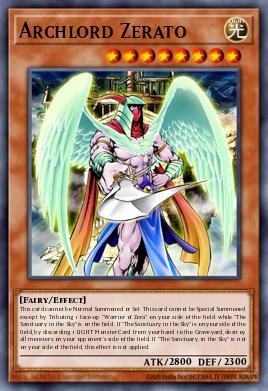 ARCHLORD ZERATO
光
[FAIRY/EFFECT]
This card cannot be Normal Summoned or Set. This card cannot be Special Summoned
except by Tributing 1 face-up "Warrior of Zera" on your side of the field while "The
Sanctuary in the Sky" is on the field. If "The Sanctuary in the Sky" is on your side of the
field, by discarding 1 LIGHT Monster Card from your hand to the Graveyard, destroy
all monsters on your opponent's side of the field. If "The Sanctuary in the Sky" is not
on your side of the field, this effect is not applied.
ATK/2800 DEF/2300